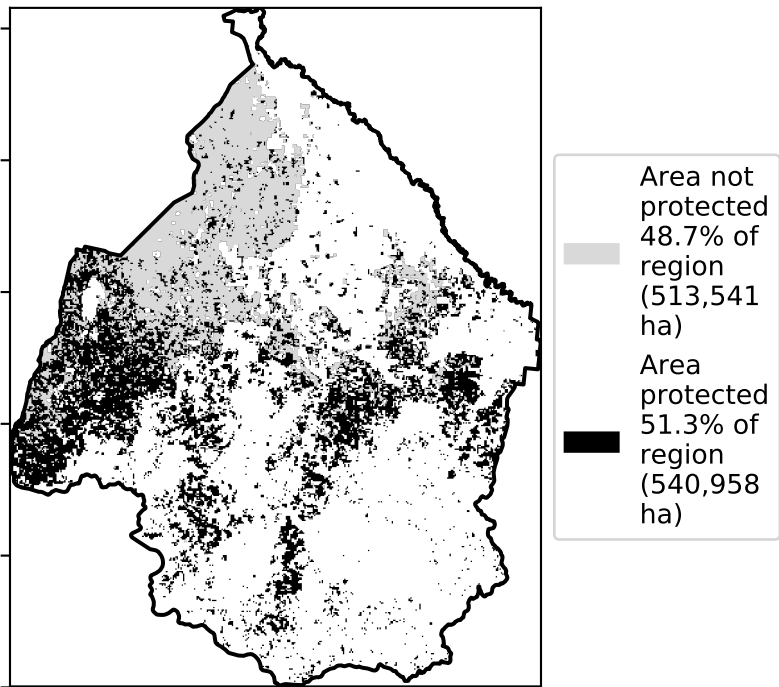 Area not
protected
48.7% of
region
(513,541
ha)
Area
protected
51.3% of
region
(540,958
ha)